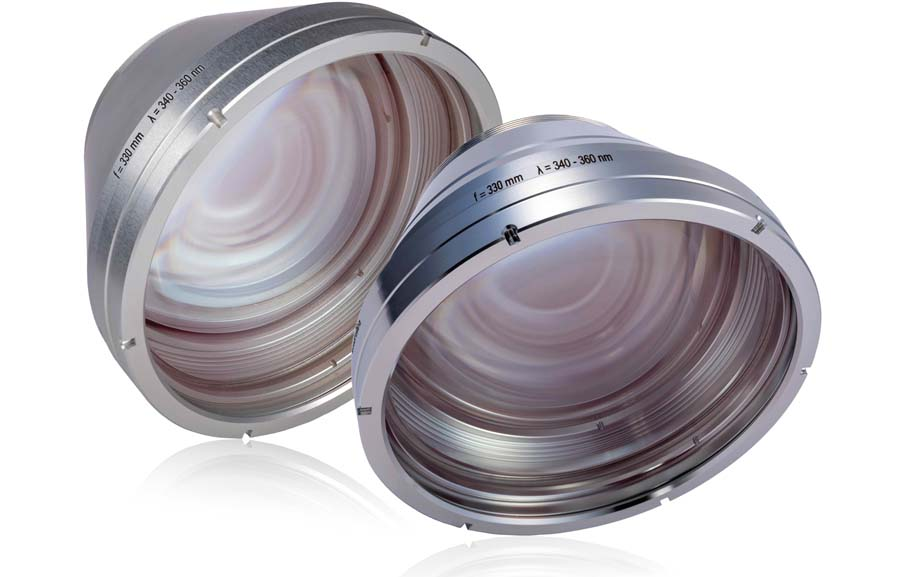 f = 330 mm λ = 340 - 360 nm
f = 330 mm λ = 340 - 360 nm